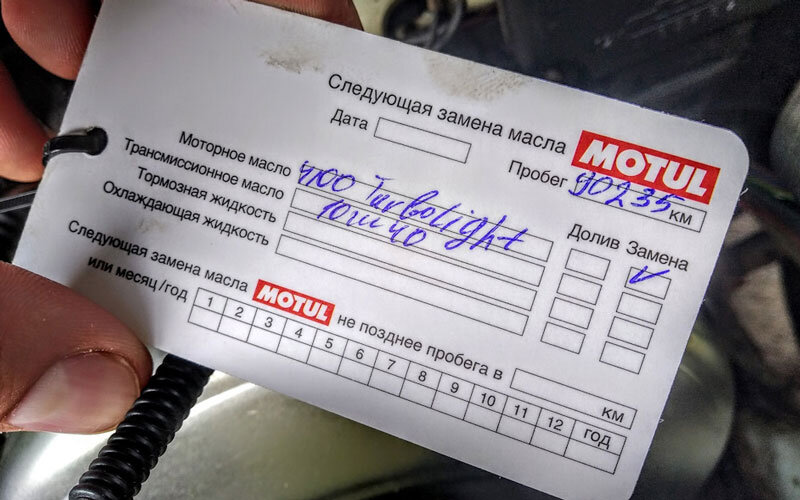 Следующая замена масла MOTUL
Дата Пробег 90235 км
Долив Замена
Моторное масло 4100 Turbolight ✓
Трансмиссионное масло 10w40
Тормозная жидкость
Охлаждающая жидкость
Следующая замена масла MOTUL не позднее пробега в км
или месяц/год
1 2 3 4 5 6 7 8 9 10 11 12 год